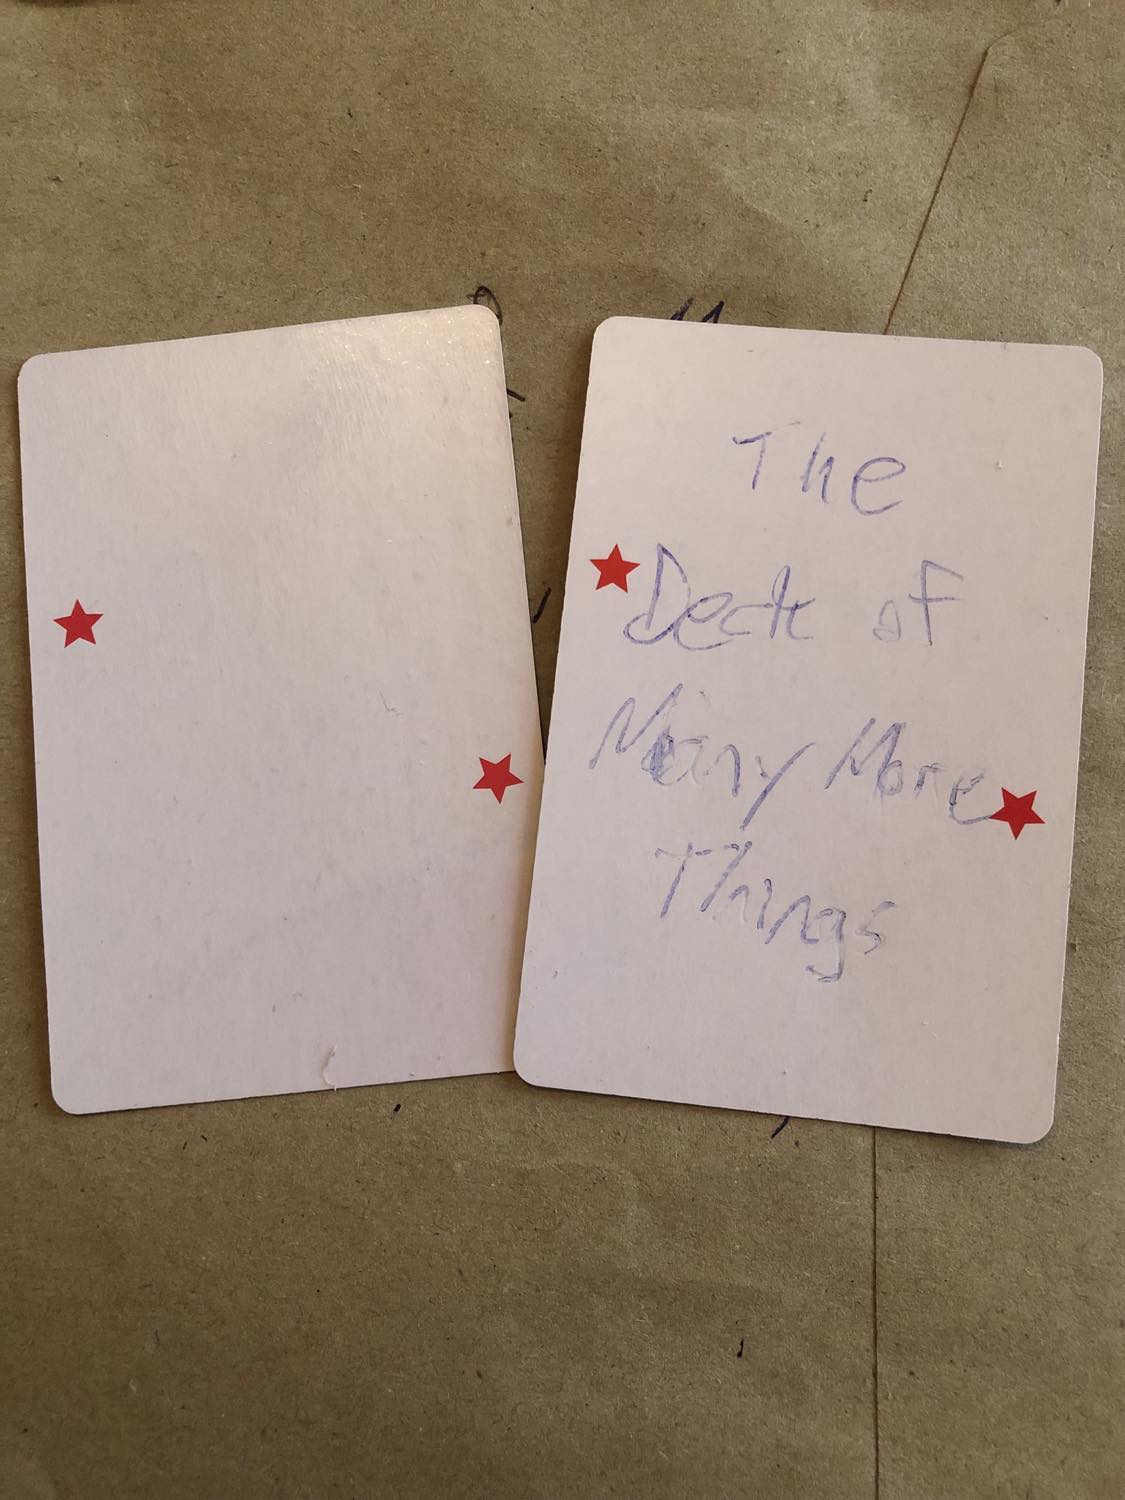 The
Deck of
Many More
Things